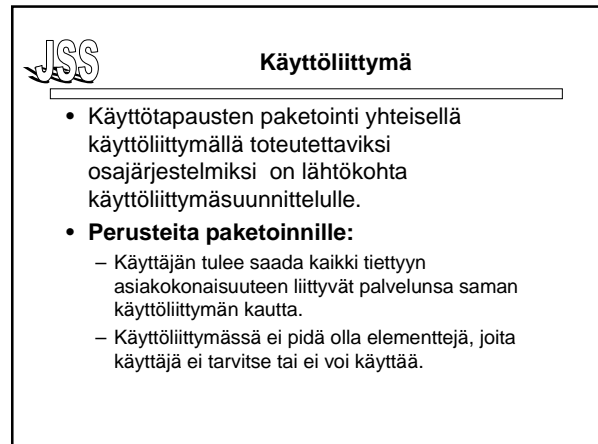 JSS
Käyttöliittymä
• Käyttötapausten paketointi yhteisellä
käyttöliittymällä toteutettaviksi
osajärjestelmiksi on lähtökohta
käyttöliittymäsuunnittelulle.
• Perusteita paketoinnille:
– Käyttäjän tulee saada kaikki tiettyyn
asiakokonaisuuteen liittyvät palvelunsa saman
käyttöliittymän kautta.
– Käyttöliittymässä ei pidä olla elementtejä, joita
käyttäjä ei tarvitse tai ei voi käyttää.